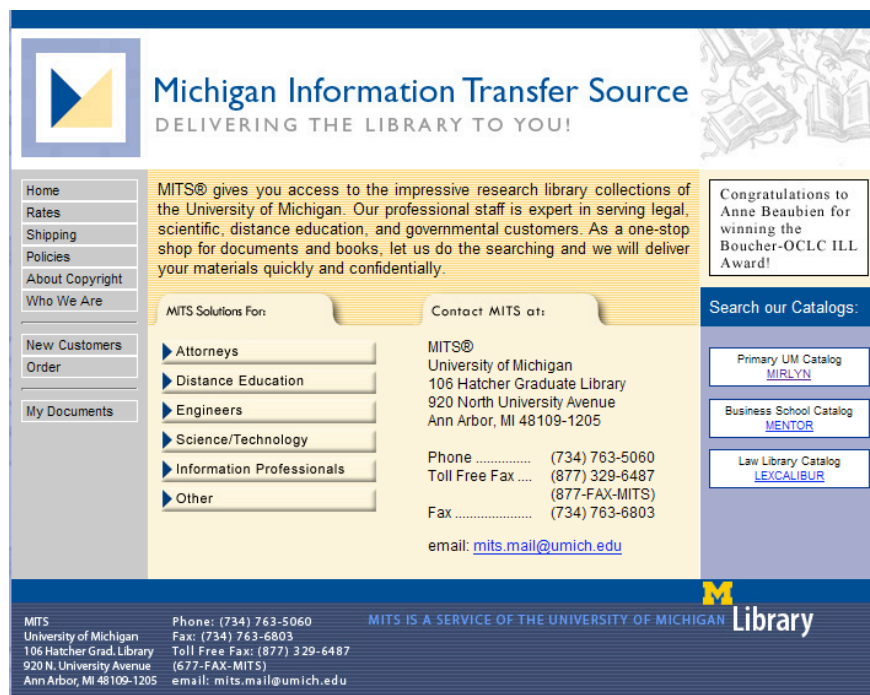 Michigan Information Transfer Source
DELIVERING THE LIBRARY TO YOU!
Home
Rates
Shipping
Policies
About Copyright
Who We Are
New Customers
Order
My Documents
MITS® gives you access to the impressive research library collections of
the University of Michigan. Our professional staff is expert in serving legal,
scientific, distance education, and governmental customers. As a one-stop
shop for documents and books, let us do the searching and we will deliver
your materials quickly and confidentially.
MITS Solutions For:
Attorneys
Distance Education
Engineers
Science/Technology
Information Professionals
Other
Contact MITS at:
MITS®
University of Michigan
106 Hatcher Graduate Library
920 North University Avenue
Ann Arbor, MI 48109-1205
Phone .............. (734) 763-5060
Toll Free Fax .... (877) 329-6487
(877-FAX-MITS)
Fax ..................... (734) 763-6803
email: mits.mail@umich.edu
Congratulations to
Anne Beaubien for
winning the
Boucher-OCLC ILL
Award!
Search our Catalogs:
Primary UM Catalog
MIRLYN
Business School Catalog
MENTOR
Law Library Catalog
LEXCALIBUR
MITS
University of Michigan
106 Hatcher Grad. Library
920 N. University Avenue
Ann Arbor, MI 48109-1205
Phone: (734) 763-5060
Fax: (734) 763-6803
Toll Free Fax: (877) 329-6487
(677-FAX-MITS)
email: mits.mail@umich.edu
MITS IS A SERVICE OF THE UNIVERSITY OF MICHIGAN
M
Library